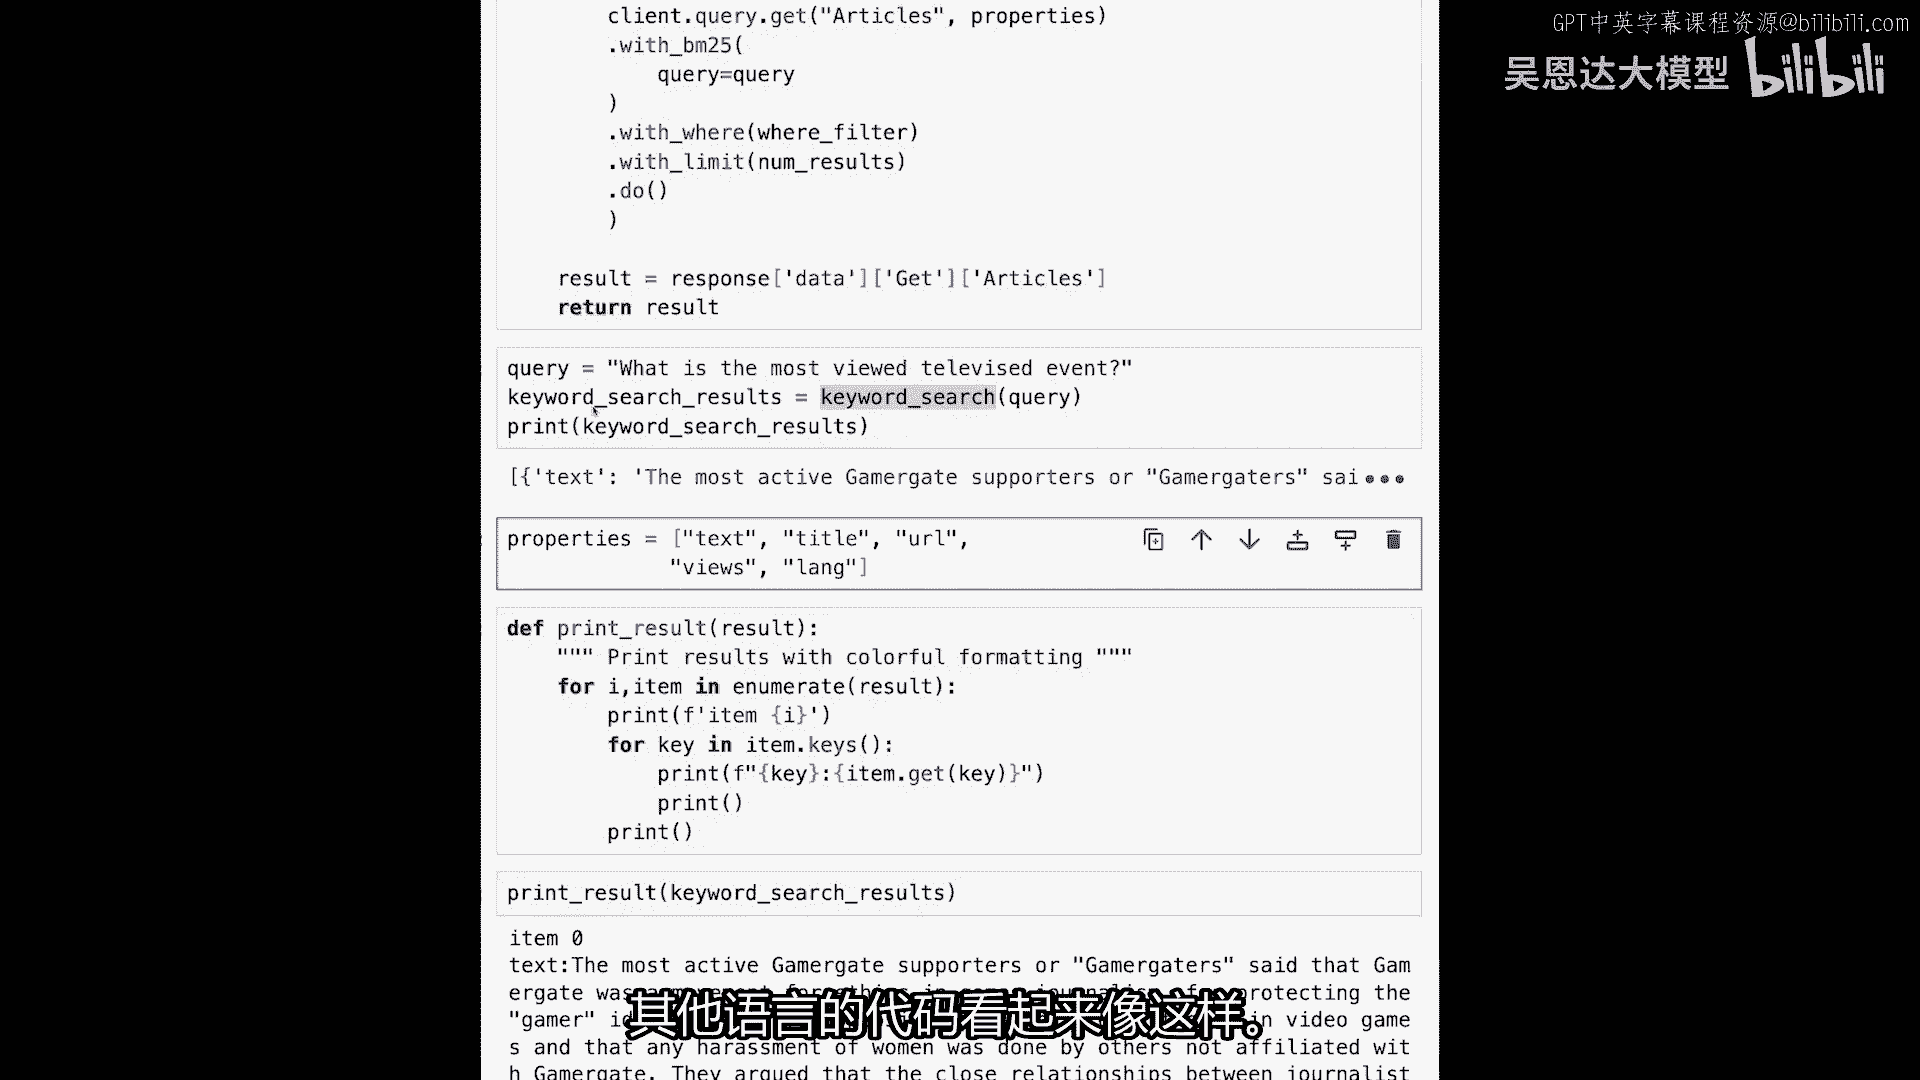 GPT中英字幕课程资源@bilibili.com
吴恩达大模型 bilibili
client.query.get("Articles", properties)
.with_bm25(
query=query
)
.with_where(where_filter)
.with_limit(num_results)
.do()
)
result = response['data']['Get']['Articles']
return result
query = "What is the most viewed televised event?"
keyword_search_results = keyword_search(query)
print(keyword_search_results)
[{'text': 'The most active Gamergate supporters or "Gamergaters" sai
properties = ["text", "title", "url",
"views", "lang"]
def print_result(result):
""" Print results with colorful formatting """
for i,item in enumerate(result):
print(f'item {i}')
for key in item.keys():
print(f"{key}:{item.get(key)}")
print()
print()
print_result(keyword_search_results)
item 0
text:The most active Gamergate supporters or "Gamergaters" said that Gam
ergate was protecting the
"gamer" in video game
s and that any harassment of women was done by others not affiliated wit
h Gamergate. They argued that the close relationships between journalist
其他语言的代码看起来像这样。